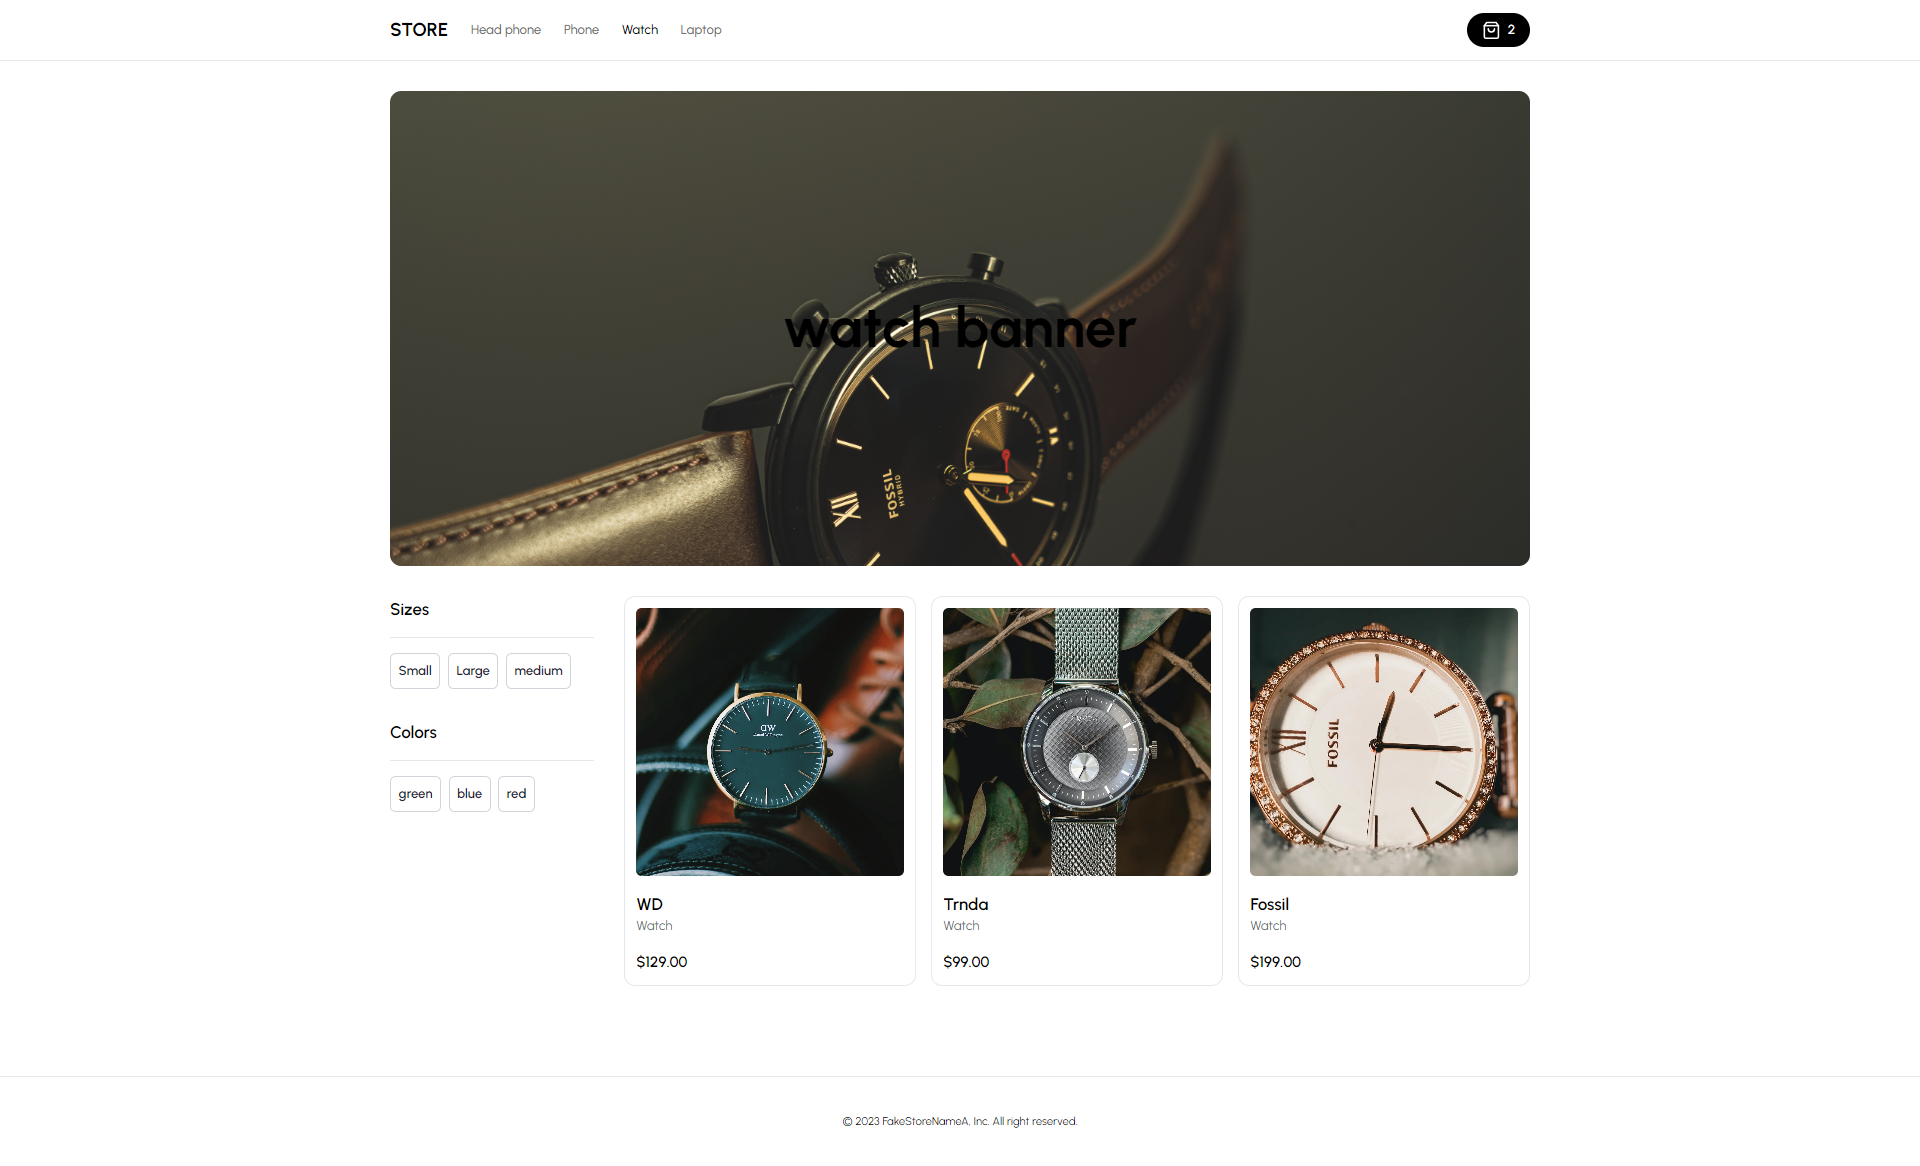 STORE Head phone Phone Watch Laptop 2
watch banner
XII
FOSSIL
HYBRID
Sizes
Small Large medium
Colors
green blue red
DW
FOSSIL
WD
Watch
$129.00
Trnda
Watch
$99.00
Fossil
Watch
$199.00
© 2023 FakeStoreNameA, Inc. All right reserved.